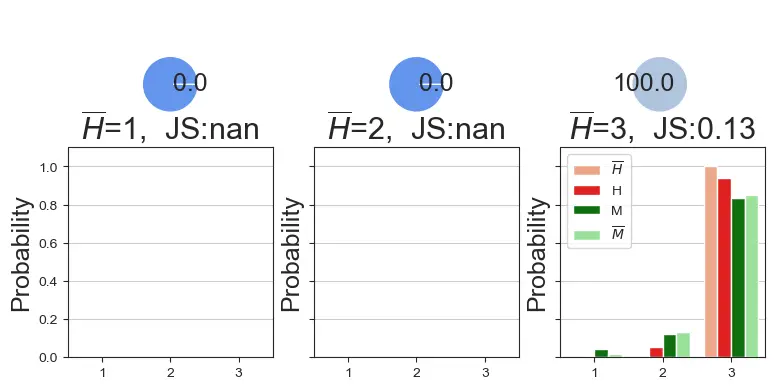 0.0
0.0
100.0
H̅=1, JS:nan
H̅=2, JS:nan
H̅=3, JS:0.13
Probability
1.0
0.8
0.6
0.4
0.2
0.0
1 2 3
Probability
1 2 3
Probability
H̅
H
M
M̅
1 2 3